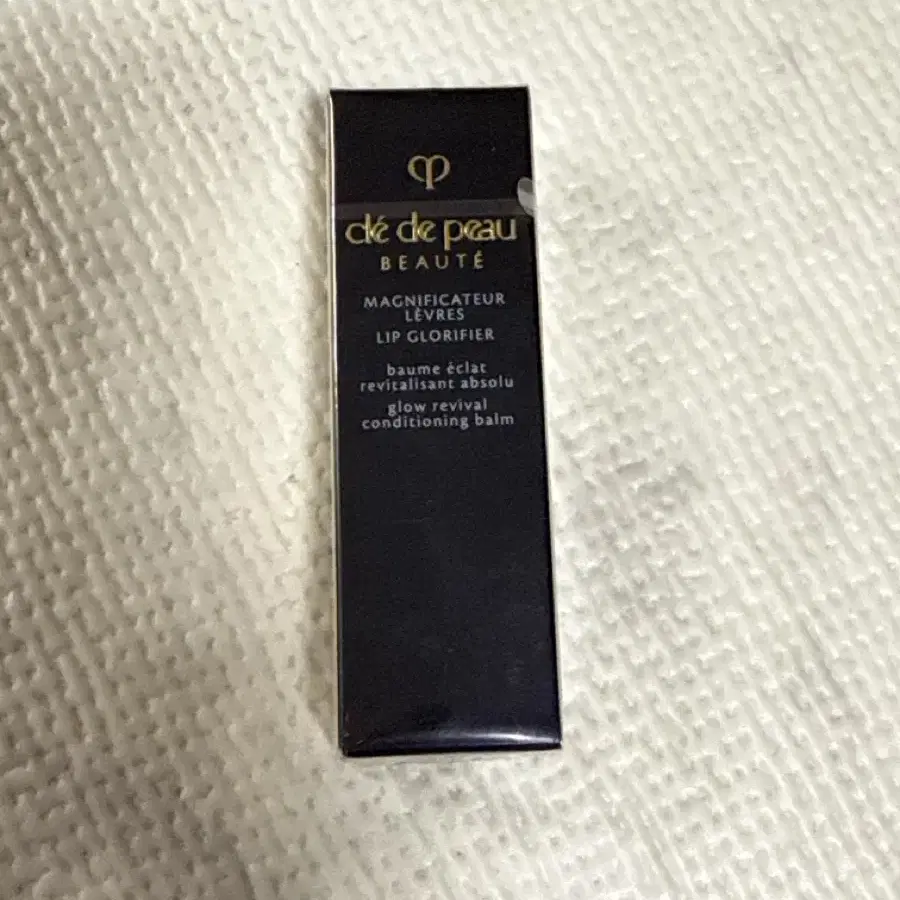 clé de peau
BEAUTÉ
MAGNIFICATEUR
LÈVRES
LIP GLORIFIER
baume éclat
revitalisant absolu
glow revival
conditioning balm